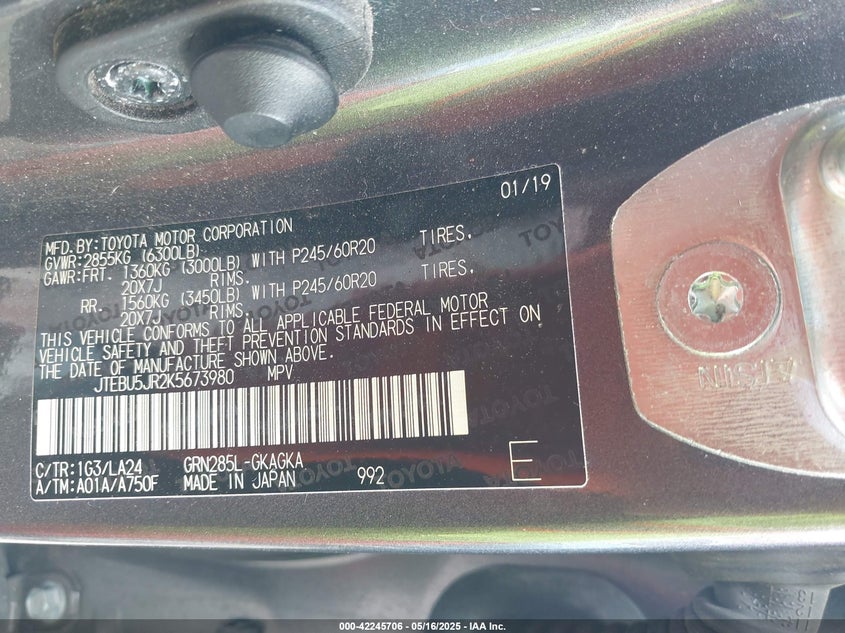 01/19
MFD. BY: TOYOTA MOTOR CORPORATION
GVWR: 2855KG (6300LB)
GAWR: FRT. 1360KG (3000LB) WITH P245/60R20 TIRES,
20X7J RIMS.
RR. 1560KG (3450LB) WITH P245/60R20 TIRES,
20X7J RIMS.
THIS VEHICLE CONFORMS TO ALL APPLICABLE FEDERAL MOTOR
VEHICLE SAFETY AND THEFT PREVENTION STANDARDS IN EFFECT ON
THE DATE OF MANUFACTURE SHOWN ABOVE.
JTEBU5JR2K5673980 MPV
C/TR: 1G3/LA24 GRN285L-GKAGKA
A/TM: A01A/A750F MADE IN JAPAN 992 E
TOYOTA
AISIN
000-42245706 - 05/16/2025 - IAA Inc.